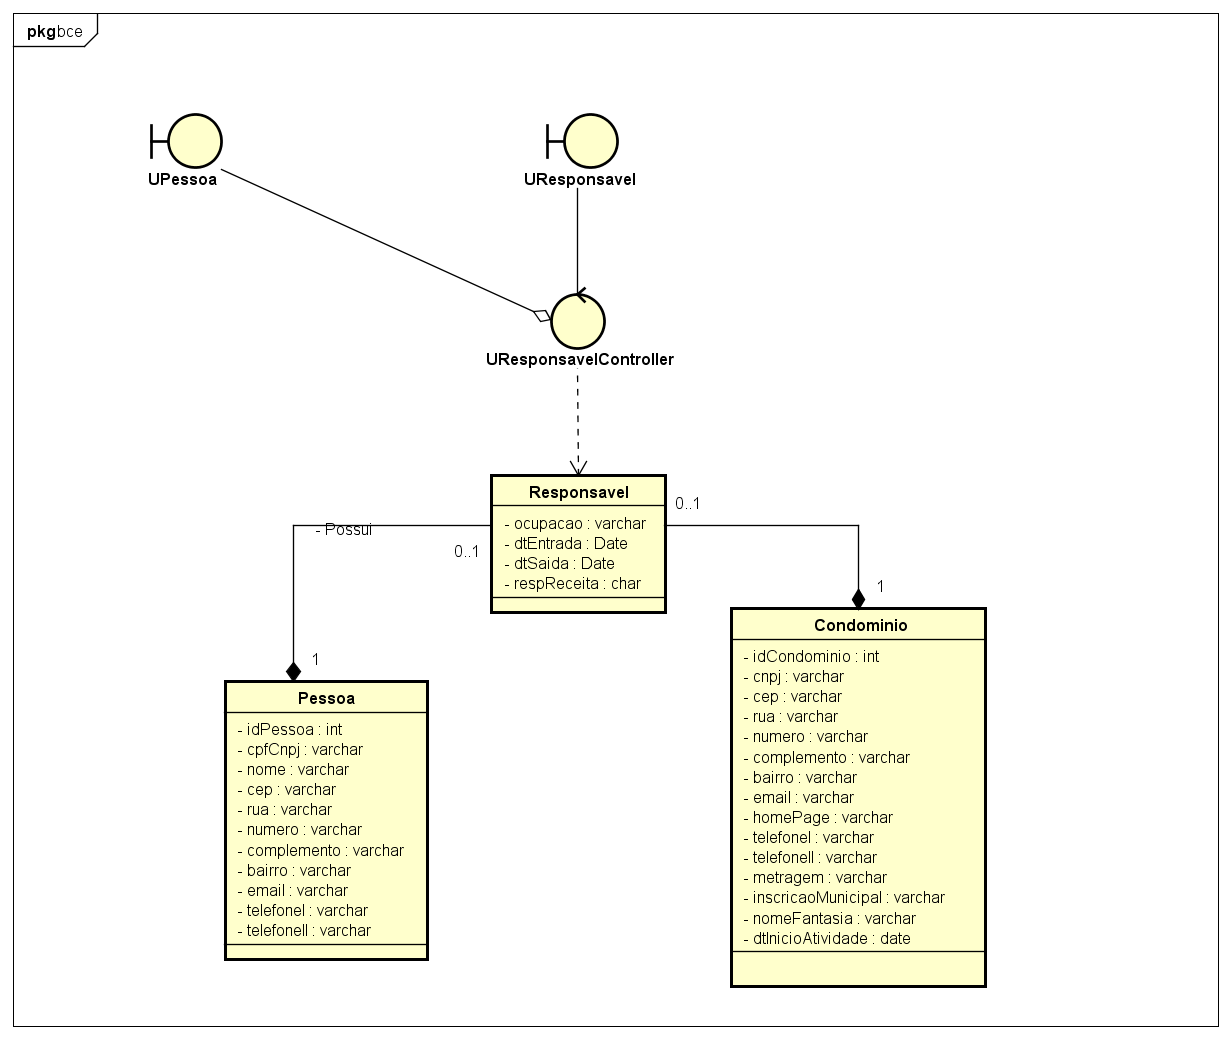 pkgbce
UPessoa
UResponsavel
UResponsavelController
Responsavel
- ocupacao : varchar
- dtEntrada : Date
- dtSaida : Date
- respReceita : char
0..1
- Possui
0..1
1
1
Pessoa
- idPessoa : int
- cpfCnpj : varchar
- nome : varchar
- cep : varchar
- rua : varchar
- numero : varchar
- complemento : varchar
- bairro : varchar
- email : varchar
- telefoneI : varchar
- telefoneII : varchar
Condominio
- idCondominio : int
- cnpj : varchar
- cep : varchar
- rua : varchar
- numero : varchar
- complemento : varchar
- bairro : varchar
- email : varchar
- homePage : varchar
- telefoneI : varchar
- telefoneII : varchar
- metragem : varchar
- inscricaoMunicipal : varchar
- nomeFantasia : varchar
- dtInicioAtividade : date